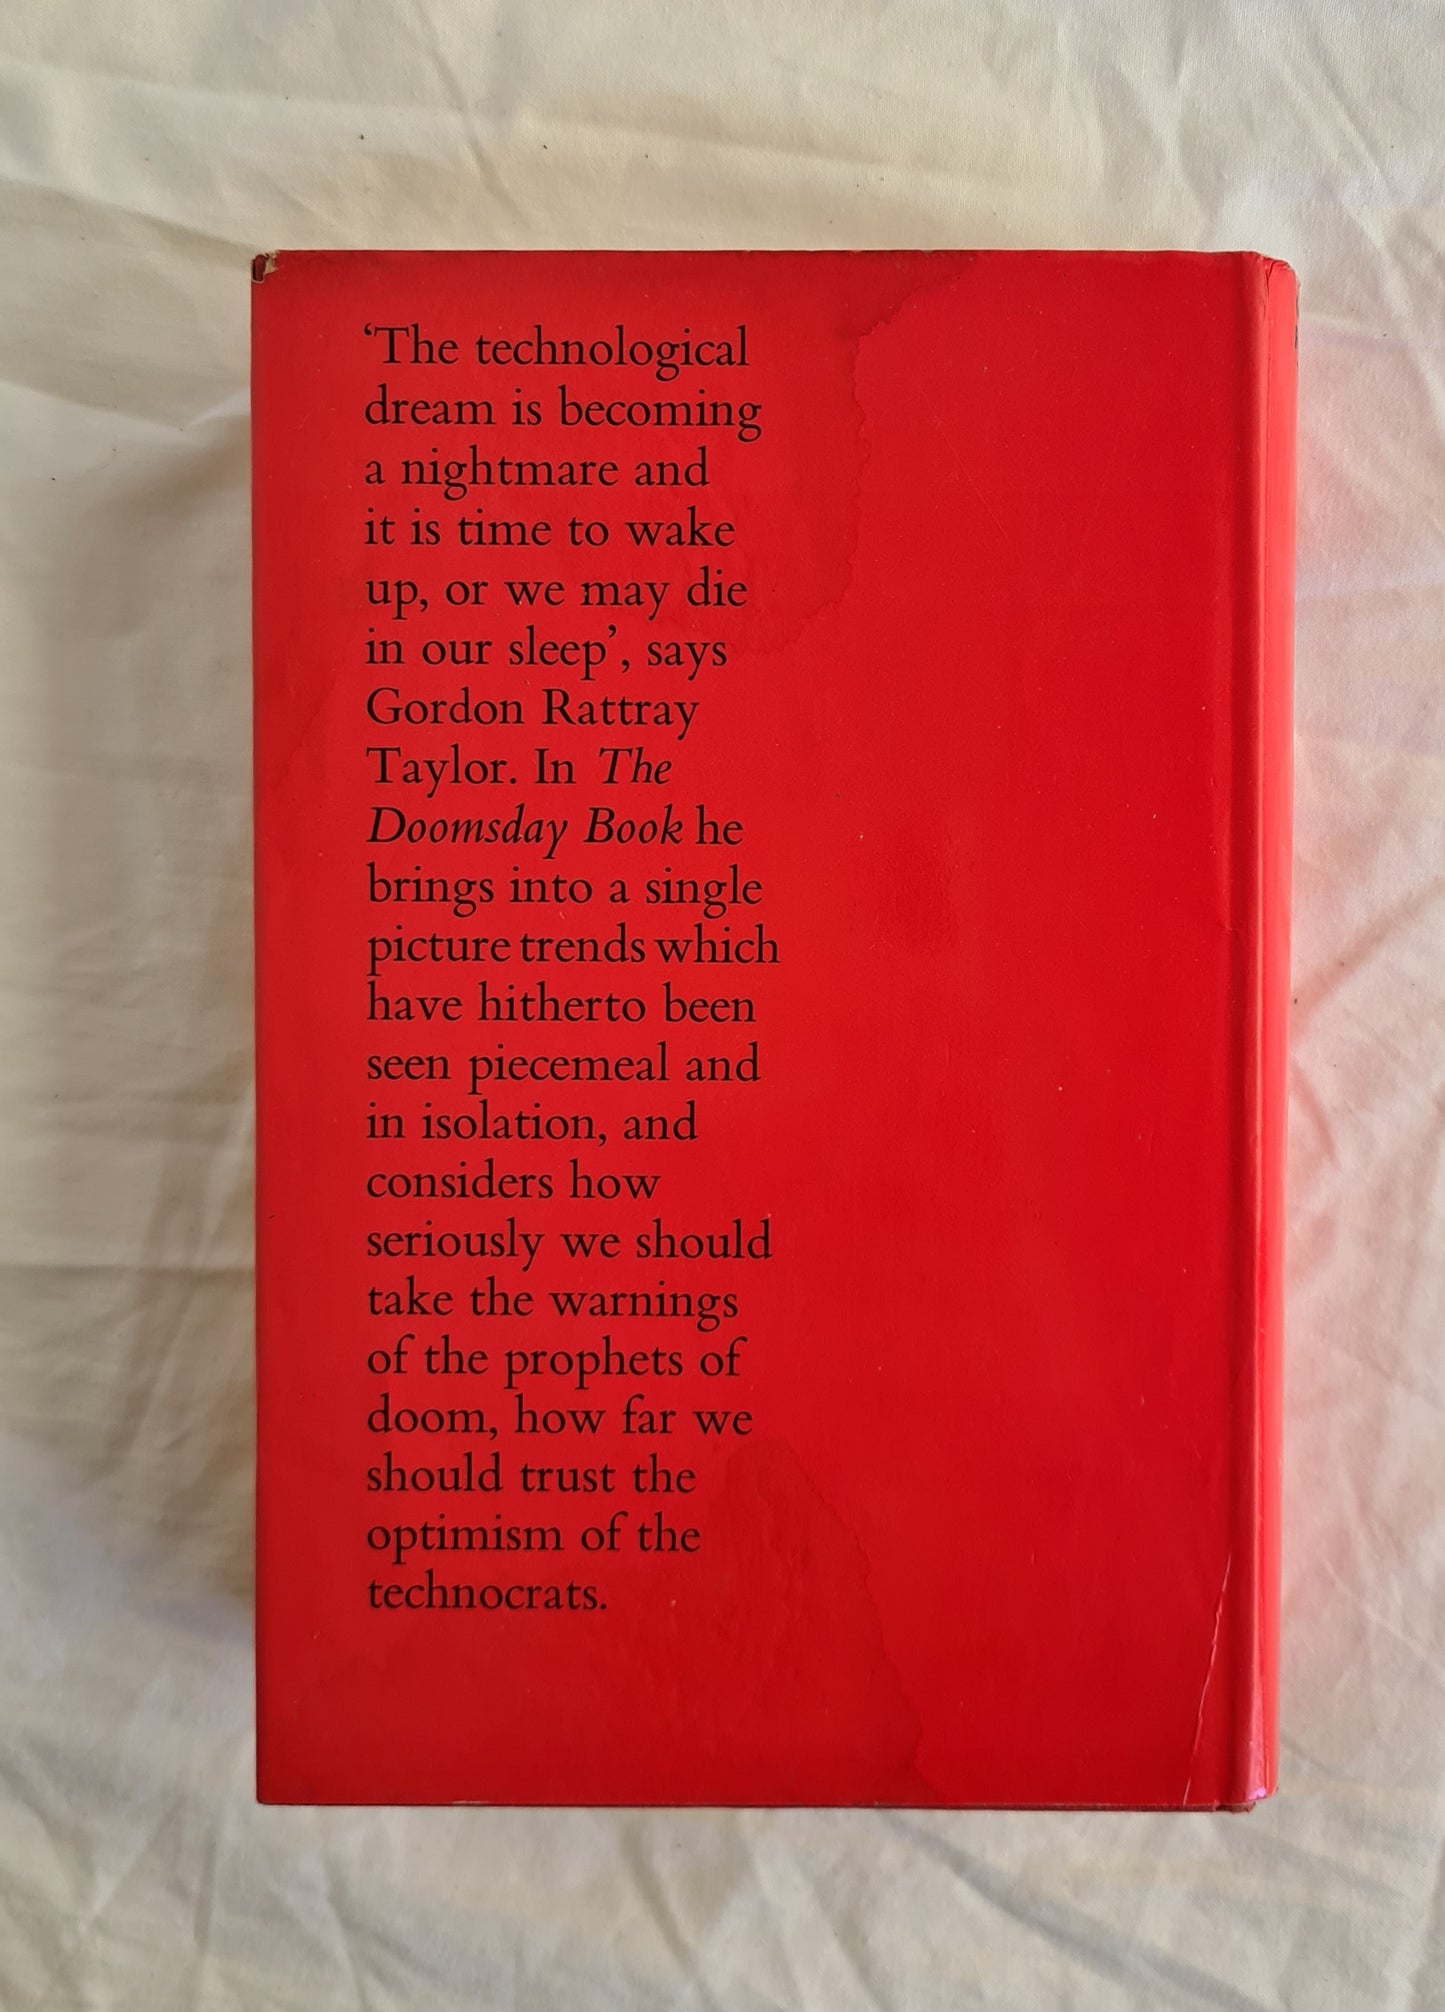 ‘The technological
dream is becoming
a nightmare and
it is time to wake
up, or we may die
in our sleep’, says
Gordon Rattray
Taylor. In The
Doomsday Book he
brings into a single
picture trends which
have hitherto been
seen piecemeal and
in isolation, and
considers how
seriously we should
take the warnings
of the prophets of
doom, how far we
should trust the
optimism of the
technocrats.